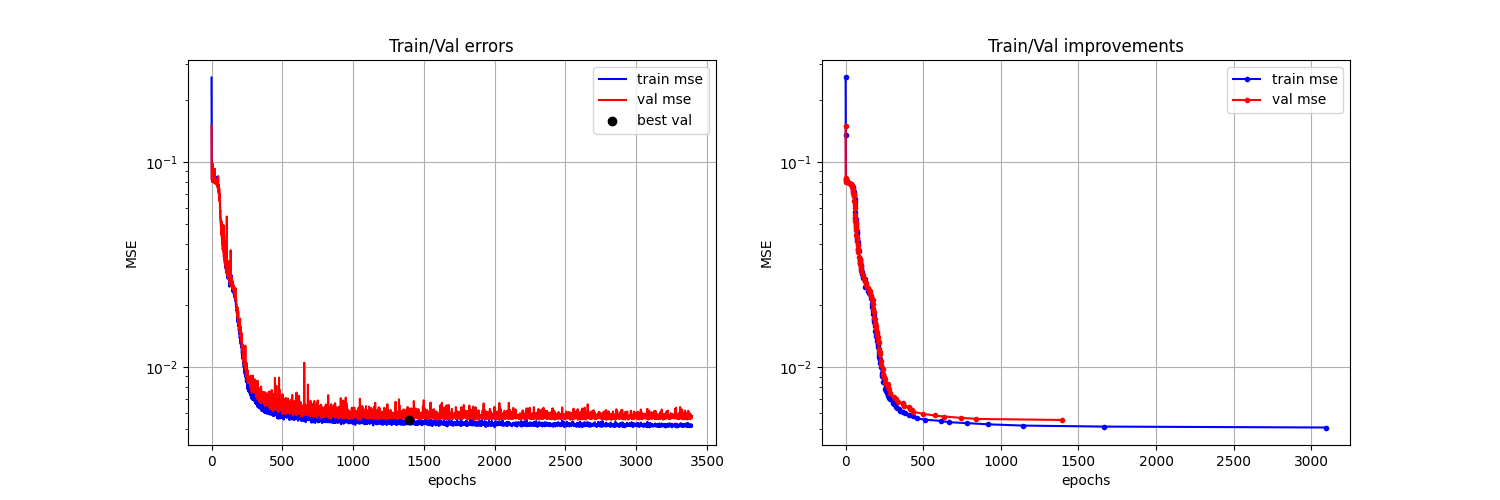 Train/Val errors
train mse
val mse
best val
MSE
10⁻¹
10⁻²
0
500
1000
1500
2000
2500
3000
3500
epochs
Train/Val improvements
train mse
val mse
MSE
10⁻¹
10⁻²
0
500
1000
1500
2000
2500
3000
epochs